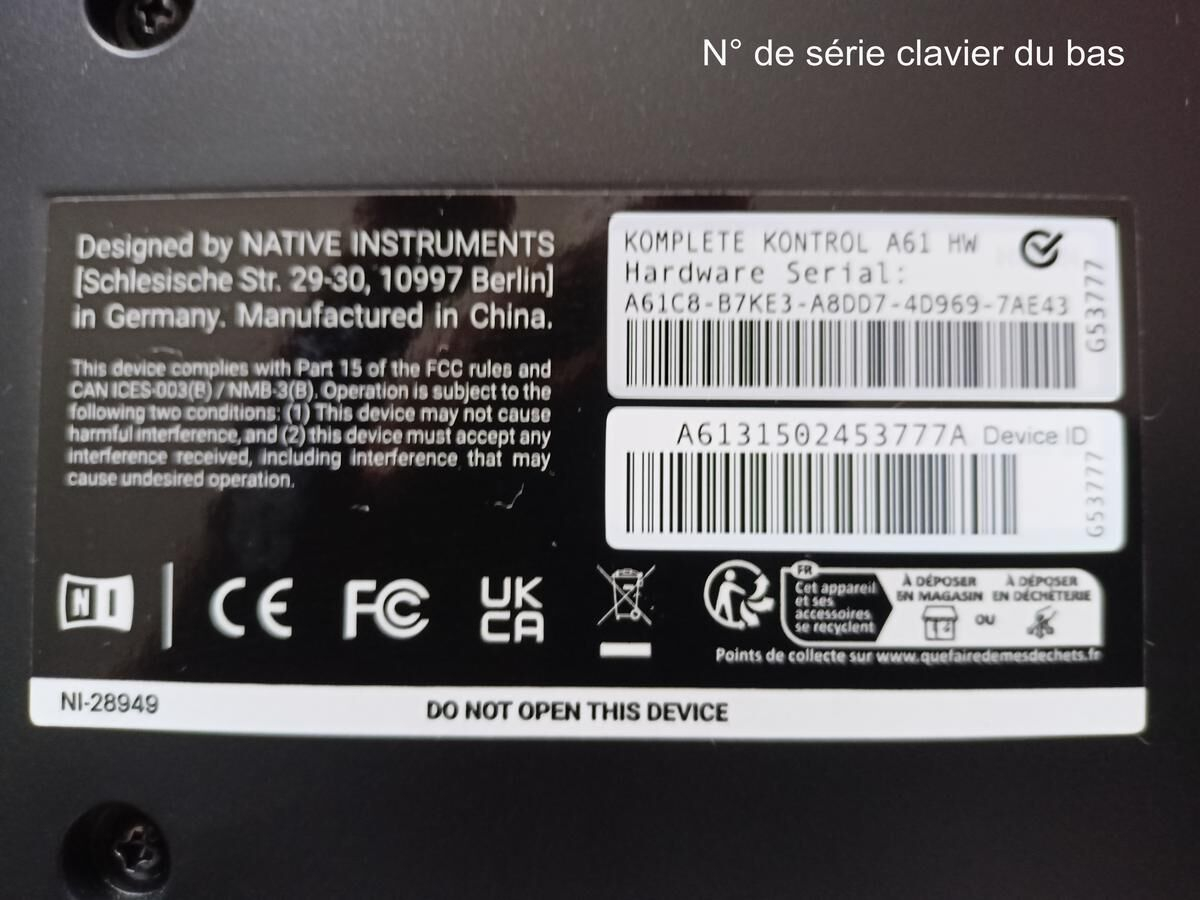 N° de série clavier du bas
Designed by NATIVE INSTRUMENTS
[Schlesische Str. 29-30, 10997 Berlin]
in Germany. Manufactured in China.
This device complies with Part 15 of the FCC rules and
CAN ICES-003(B) / NMB-3(B). Operation is subject to the
following two conditions: (1) This device may not cause
harmful interference, and (2) this device must accept any
interference received, including interference that may
cause undesired operation.
KOMPLETE KONTROL A61 HW
Hardware Serial:
A61C8-B7KE3-A8DD7-4D969-7AE43
G53777
A6131502453777A Device ID
G53777
NI
CE
FC
UK
CA
FR
Cet appareil
et ses
accessoires
se recyclent
À DÉPOSER
EN MAGASIN
OU
À DÉPOSER
EN DÉCHÈTERIE
Points de collecte sur www.quefairedemesdechets.fr
NI-28949
DO NOT OPEN THIS DEVICE